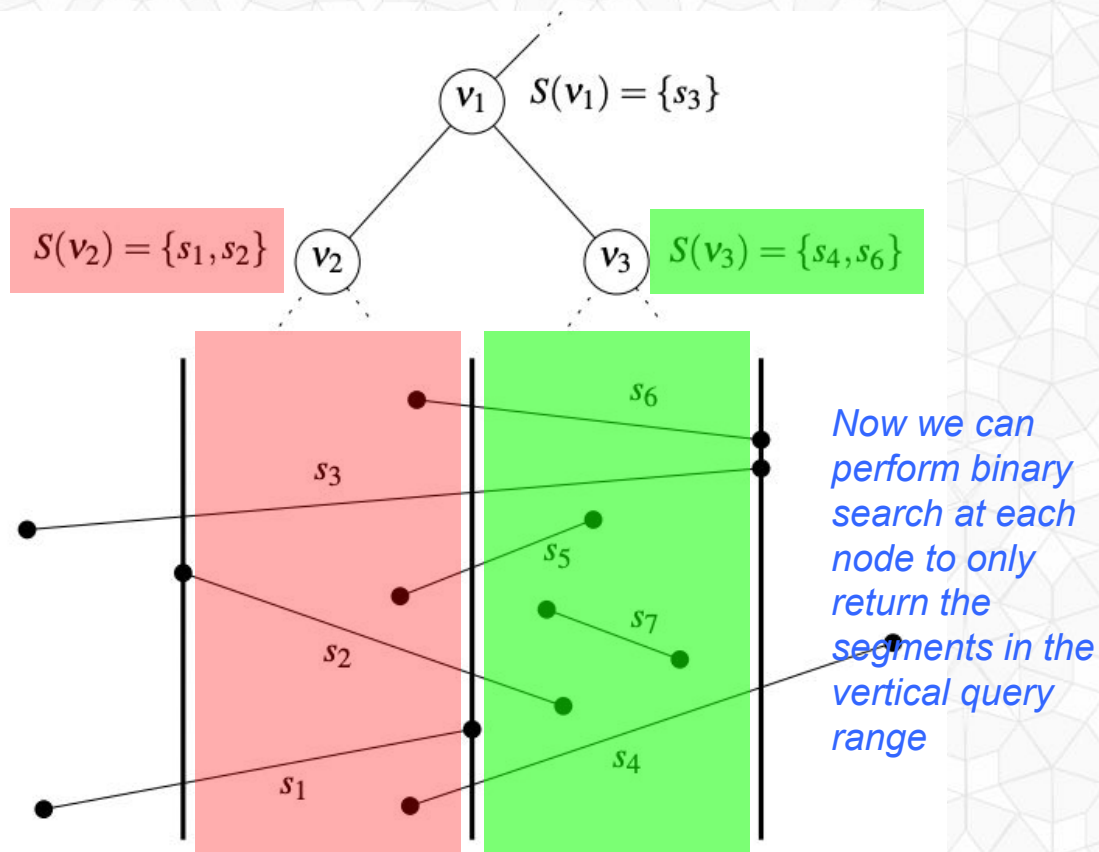 v₁ S(v₁) = {s₃}
S(v₂) = {s₁, s₂} v₂ v₃ S(v₃) = {s₄, s₆}
s₆
s₃
s₅
s₇
s₂
s₄
s₁
Now we can
perform binary
search at each
node to only
return the
segments in the
vertical query
range